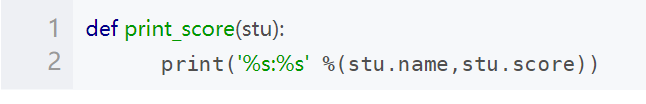 1 def print_score(stu):
2 print('%s:%s' %(stu.name,stu.score))